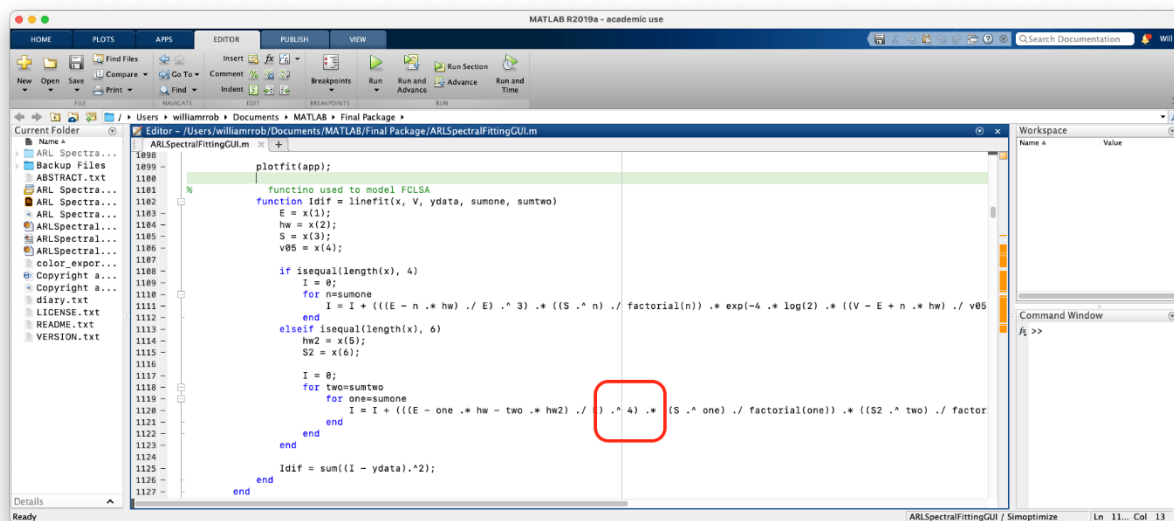 MATLAB R2019a - academic use
HOME PLOTS APPS EDITOR PUBLISH VIEW
Search Documentation
Will
New Open Save
Find Files
Compare
Print
Go To
Find
Insert fx
Comment
Indent
Breakpoints
Run
Run and Advance
Run Section
Advance
Run and Time
FILE NAVIGATE EDIT BREAKPOINTS RUN
/ Users williamrrob Documents MATLAB Final Package
Current Folder
Name
ARL Spectra...
Backup Files
ABSTRACT.txt
ARL Spectra...
ARL Spectra...
ARL Spectra...
ARLSpectral...
ARLSpectral...
ARLSpectral...
color_expor...
Copyright a...
Copyright a...
diary.txt
LICENSE.txt
README.txt
VERSION.txt
Details
Editor - /Users/williamrrob/Documents/MATLAB/Final Package/ARLSpectralFittingGUI.m
ARLSpectralFittingGUI.m × +
1098
1099 - plotfit(app);
1100
1101 % functino used to model FCLSA
1102 function Idif = linefit(x, V, ydata, sumone, sumtwo)
1103 - E = x(1);
1104 - hw = x(2);
1105 - S = x(3);
1106 - v05 = x(4);
1107
1108 - if isequal(length(x), 4)
1109 - I = 0;
1110 - for n=sumone
1111 - I = I + (((E - n .* hw) ./ E) .^ 3) .* ((S .^ n) ./ factorial(n)) .* exp(-4 .* log(2) .* ((V - E + n .* hw) ./ v05
1112 - end
1113 - elseif isequal(length(x), 6)
1114 - hw2 = x(5);
1115 - S2 = x(6);
1116
1117 - I = 0;
1118 - for two=sumtwo
1119 - for one=sumone
1120 - I = I + (((E - one .* hw - two .* hw2) ./ ) .^ 4) .* (S .^ one) ./ factorial(one)) .* ((S2 .^ two) ./ factor:
1121 - end
1122 - end
1123 - end
1124
1125 - Idif = sum((I - ydata).^2);
1126 - end
1127 - end
Workspace
Name Value
Command Window
fx >>
Ready
ARLSpectralFittingGUI / Simoptimize Ln 11... Col 13